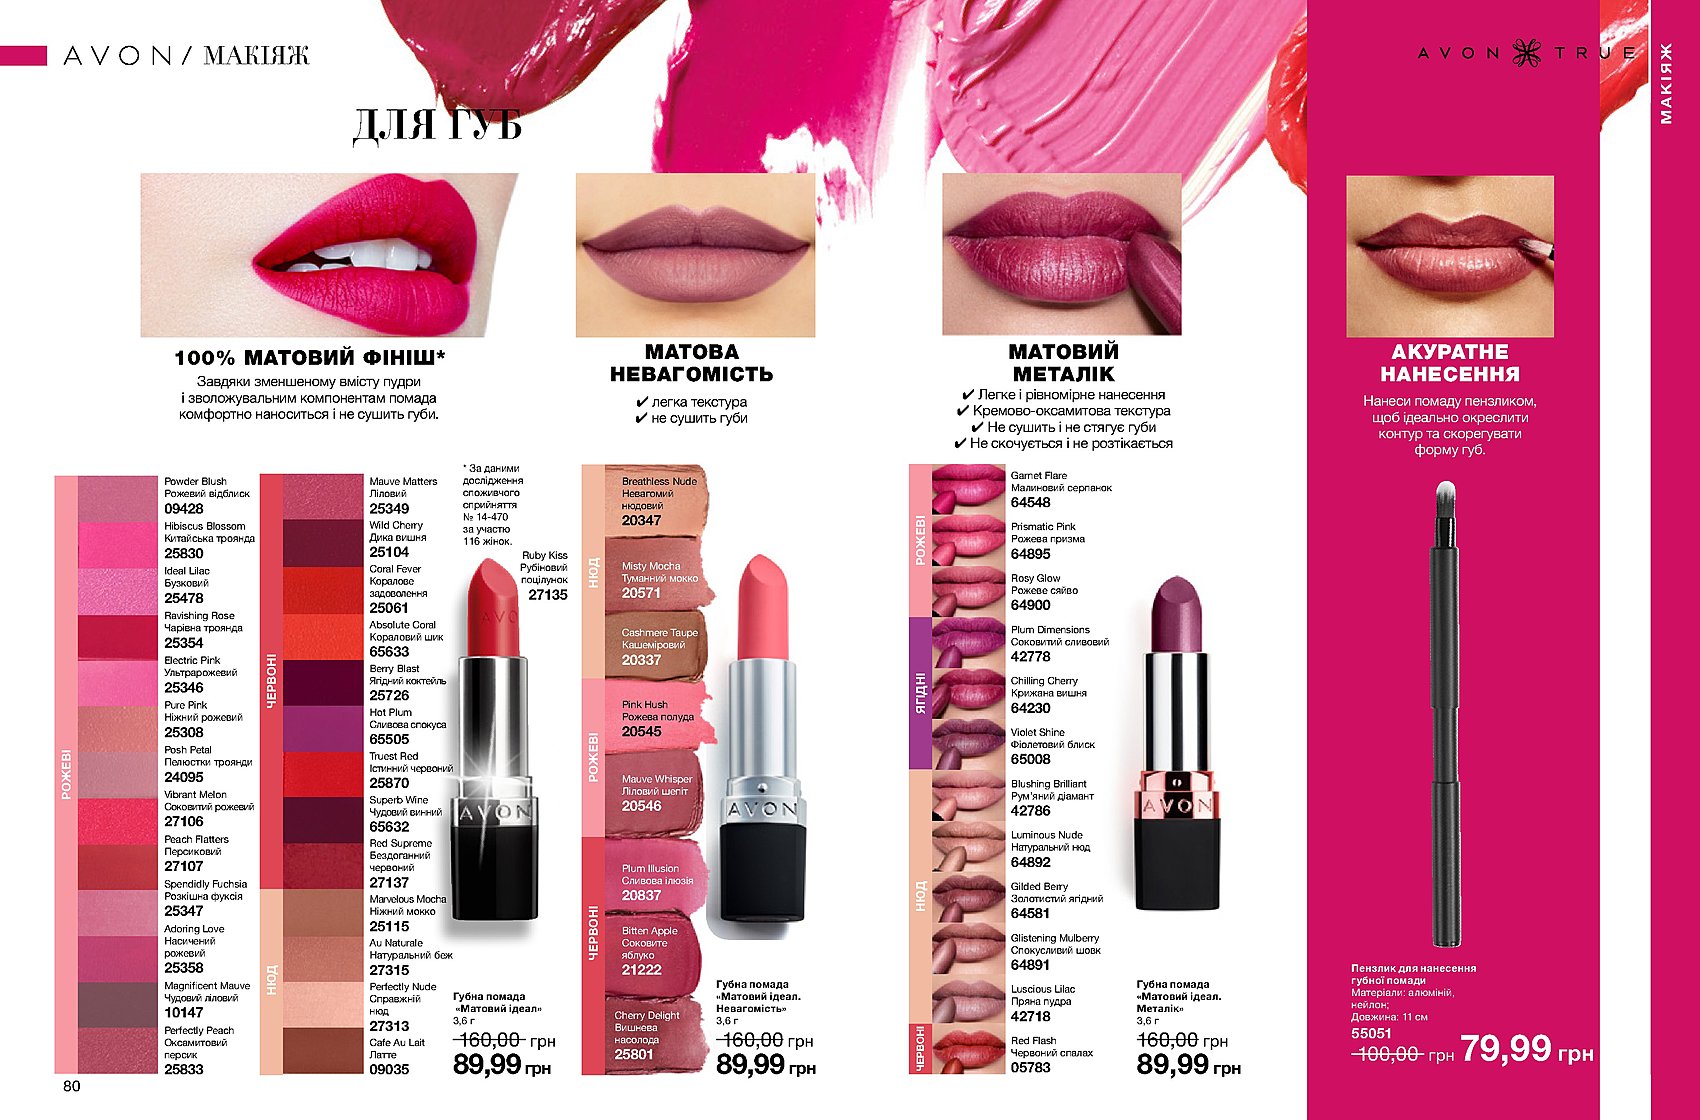 AVON / МАКІЯЖ
ДЛЯ ГУБ
AVON TRUE
МАКІЯЖ
100% МАТОВИЙ ФІНІШ*
Завдяки зменшеному вмісту пудри
і зволожувальним компонентам помада
комфортно наноситься і не сушить губи.
МАТОВА
НЕВАГОМІСТЬ
✔ легка текстура
✔ не сушить губи
МАТОВИЙ
МЕТАЛІК
✔ Легке і рівномірне нанесення
✔ Кремово-оксамитова текстура
✔ Не сушить і не стягує губи
✔ Не скочується і не розтікається
АКУРАТНЕ
НАНЕСЕННЯ
Нанеси помаду пензликом,
щоб ідеально окреслити
контур та скорегувати
форму губ.
РОЖЕВІ
Powder Blush
Рожевий відблиск
09428
Hibiscus Blossom
Китайська троянда
25830
Ideal Lilac
Бузковий
25478
Ravishing Rose
Чарівна троянда
25354
Electric Pink
Ультрарожевий
25346
Pure Pink
Ніжний рожевий
25308
Posh Petal
Пелюстки троянди
24095
Vibrant Melon
Соковитий рожевий
27106
Peach Flatters
Персиковий
27107
Spendidly Fuchsia
Розкішна фуксія
25347
Adoring Love
Насичений
рожевий
25358
Magnificent Mauve
Чудовий ліловий
10147
Perfectly Peach
Оксамитовий
персик
25833
ЧЕРВОНІ
Mauve Matters
Ліловий
25349
Wild Cherry
Дика вишня
25104
Coral Fever
Коралове
задоволення
25061
Absolute Coral
Кораловий шик
65633
Berry Blast
Ягідний коктейль
25726
Hot Plum
Сливова спокуса
65505
Truest Red
Істинний червоний
25870
Superb Wine
Чудовий винний
65632
Red Supreme
Бездоганний
червоний
27137
НЮД
Marvelous Mocha
Ніжний мокко
25115
Au Naturale
Натуральний беж
27315
Perfectly Nude
Справжній
нюд
27313
Cafe Au Lait
Латте
09035
* За даними
дослідження
споживчого
сприйняття
№ 14-470
за участю
116 жінок.
Ruby Kiss
Рубіновий
поцілунок
27135
AVO
AVON
Губна помада
«Матовий ідеал»
3,6 г
160,00 грн
89,99 грн
НЮД
Breathless Nude
Невагомий
нюдовий
20347
Misty Mocha
Туманний мокко
20571
Cashmere Taupe
Кашеміровий
20337
РОЖЕВІ
Pink Hush
Рожева полуда
20545
Mauve Whisper
Ліловий шепіт
20546
ЧЕРВОНІ
Plum Illusion
Сливова ілюзія
20837
Bitten Apple
Соковите
яблуко
21222
Cherry Delight
Вишнева
насолода
25801
AVON
Губна помада
«Матовий ідеал.
Невагомість»
3,6 г
160,00 грн
89,99 грн
РОЖЕВІ
Garnet Flare
Малиновий серпанок
64548
Prismatic Pink
Рожева призма
64895
Rosy Glow
Рожеве сяйво
64900
ЯГІДНІ
Plum Dimensions
Соковитий сливовий
42778
Chilling Cherry
Крижана вишня
64230
Violet Shine
Фіолетовий блиск
65008
НЮД
Blushing Brilliant
Рум'яний діамант
42786
Luminous Nude
Натуральний нюд
64892
Gilded Berry
Золотистий ягідний
64581
Glistening Mulberry
Спокусливий шовк
64891
Luscious Lilac
Пряна пудра
42718
ЧЕРВОНІ
Red Flash
Червоний спалах
05783
AVON
Губна помада
«Матовий ідеал.
Металік»
3,6 г
160,00 грн
89,99 грн
Пензлик для нанесення
губної помади
Матеріали: алюміній,
нейлон;
Довжина: 11 см
55051
100,00 грн 79,99 грн
80